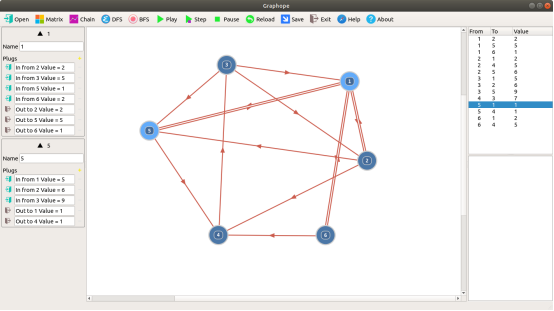 Graphope
Open Matrix Chain DFS BFS Play Step Pause Reload Save Exit Help About
▲ 1
Name 1
Plugs
In from 2 Value = 2
In from 3 Value = 5
In from 5 Value = 1
In from 6 Value = 2
Out to 2 Value = 2
Out to 5 Value = 5
Out to 6 Value = 1
▲ 5
Name 5
Plugs
In from 1 Value = 5
In from 2 Value = 6
In from 3 Value = 9
Out to 1 Value = 1
Out to 4 Value = 1
3
1
5
2
4
6
From To Value
1 2 2
1 5 5
1 6 1
2 1 2
2 4 5
2 5 6
3 1 5
3 2 6
3 5 9
4 3 7
5 1 1
5 4 1
6 1 2
6 4 5